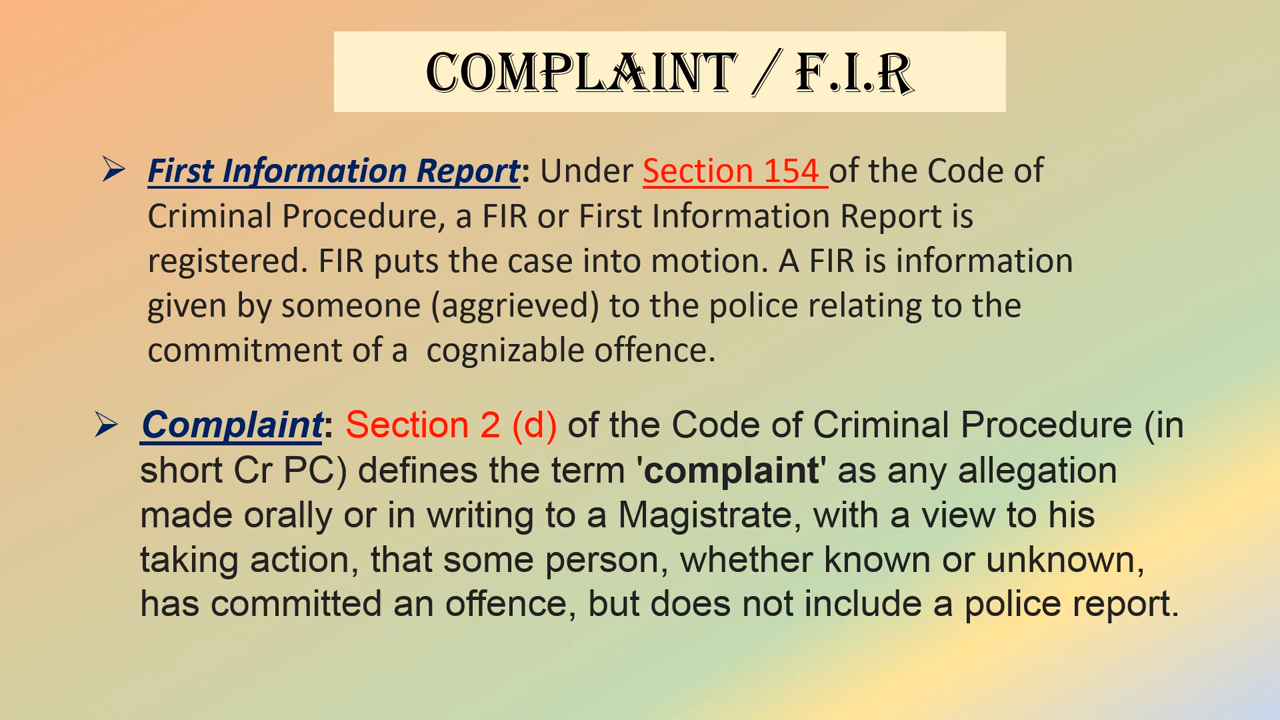 COMPLAINT / F.I.R
➢ First Information Report: Under Section 154 of the Code of
Criminal Procedure, a FIR or First Information Report is
registered. FIR puts the case into motion. A FIR is information
given by someone (aggrieved) to the police relating to the
commitment of a  cognizable offence.
➢ Complaint: Section 2 (d) of the Code of Criminal Procedure (in
short Cr PC) defines the term 'complaint' as any allegation
made orally or in writing to a Magistrate, with a view to his
taking action, that some person, whether known or unknown,
has committed an offence, but does not include a police report.